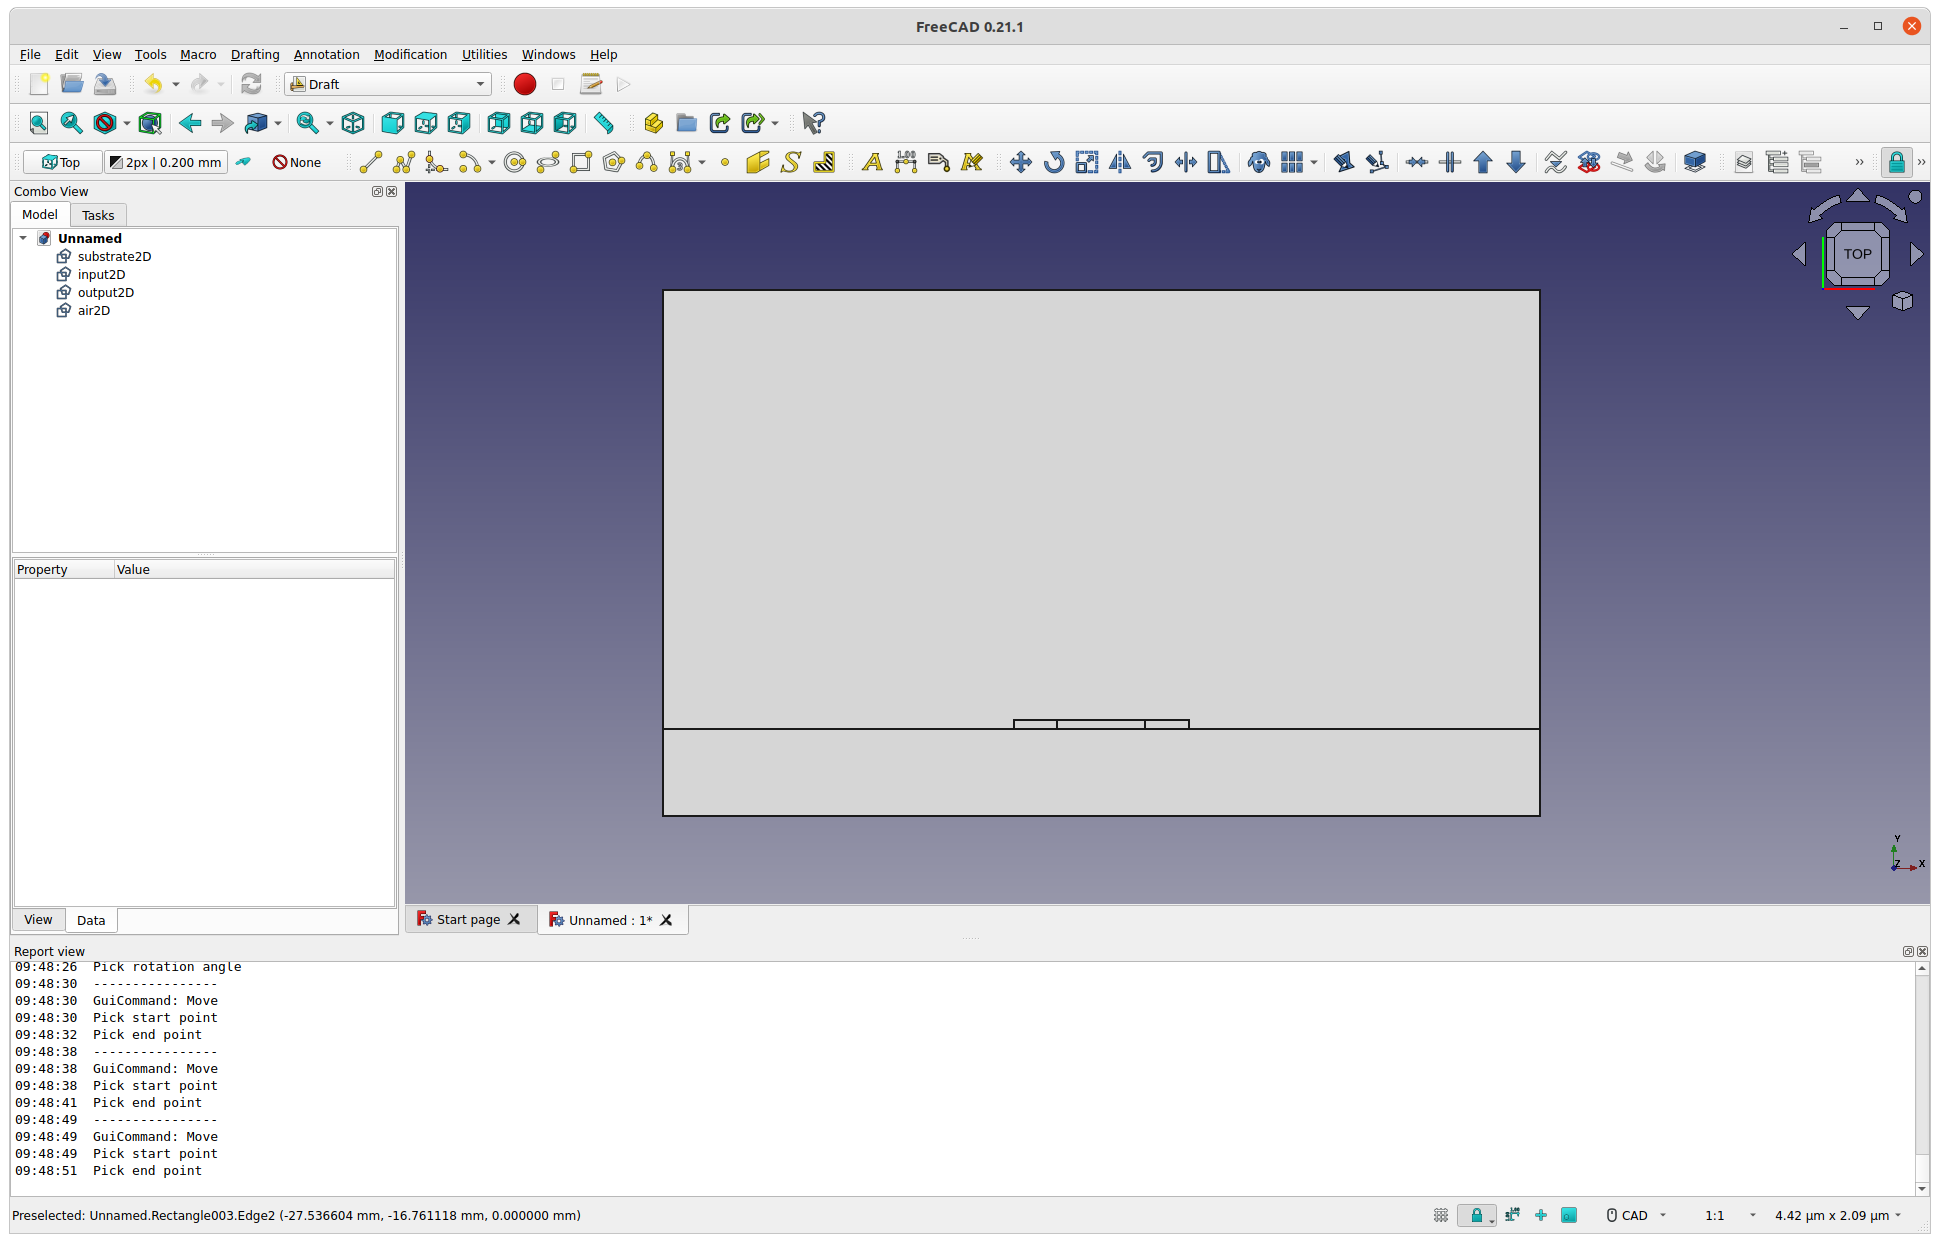 FreeCAD 0.21.1
File Edit View Tools Macro Drafting Annotation Modification Utilities Windows Help
Draft
Top 2px | 0.200 mm None
Combo View
Model Tasks
Unnamed
substrate2D
input2D
output2D
air2D
TOP
Property Value
Y
Z X
View Data
Start page Unnamed : 1*
Report view
09:48:26 Pick rotation angle
09:48:30 ----------------
09:48:30 GuiCommand: Move
09:48:30 Pick start point
09:48:32 Pick end point
09:48:38 ----------------
09:48:38 GuiCommand: Move
09:48:38 Pick start point
09:48:41 Pick end point
09:48:49 ----------------
09:48:49 GuiCommand: Move
09:48:49 Pick start point
09:48:51 Pick end point
Preselected: Unnamed.Rectangle003.Edge2 (-27.536604 mm, -16.761118 mm, 0.000000 mm) CAD 1:1 4.42 µm x 2.09 µm